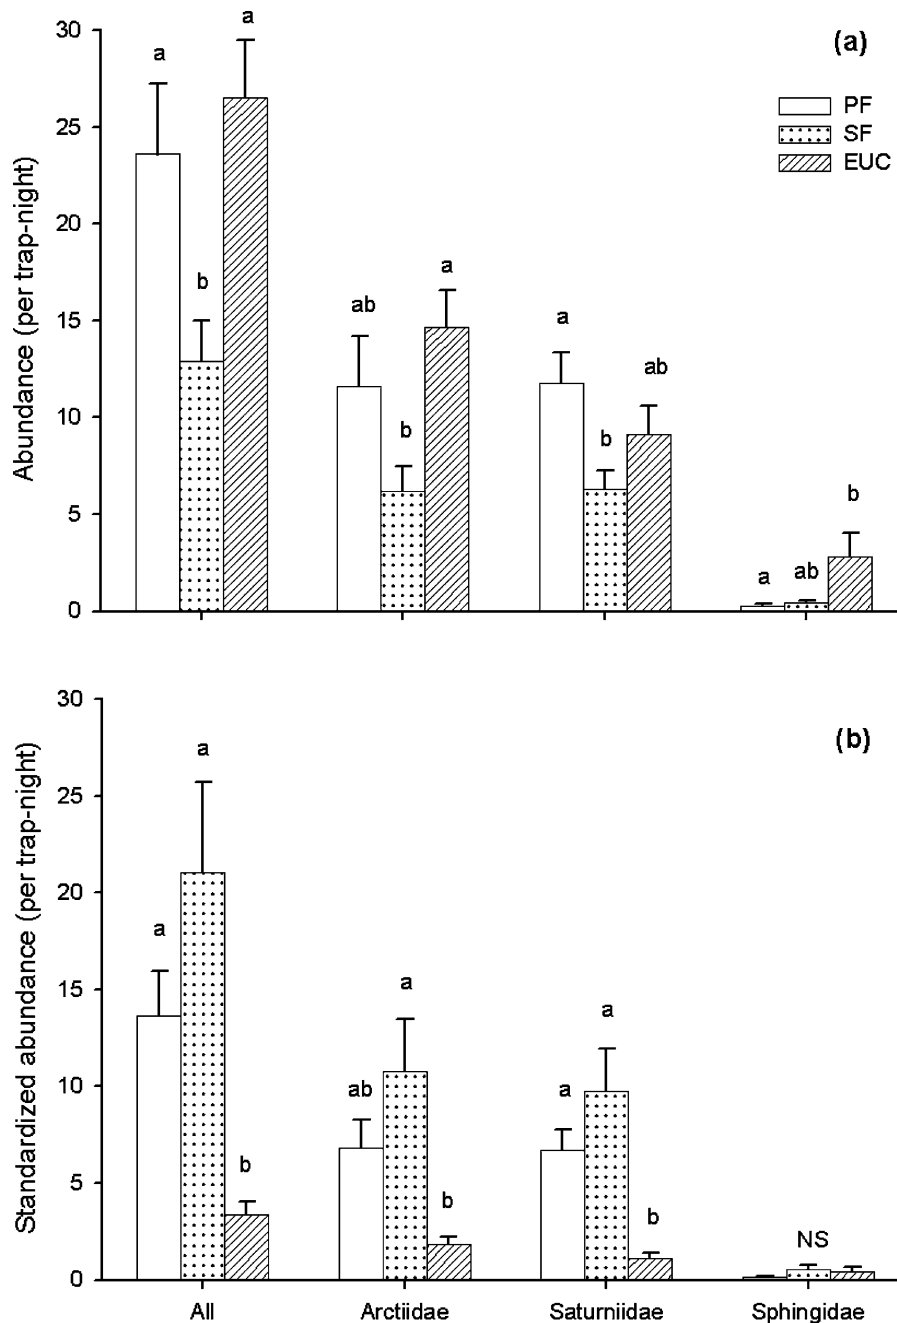 (a)
Abundance (per trap-night)
30
25
20
15
10
5
0
PF
SF
EUC
a
b
a
ab
b
a
a
b
ab
a
ab
b
(b)
Standardized abundance (per trap-night)
30
25
20
15
10
5
0
a
a
b
ab
a
b
a
a
b
NS
All
Arctiidae
Saturniidae
Sphingidae